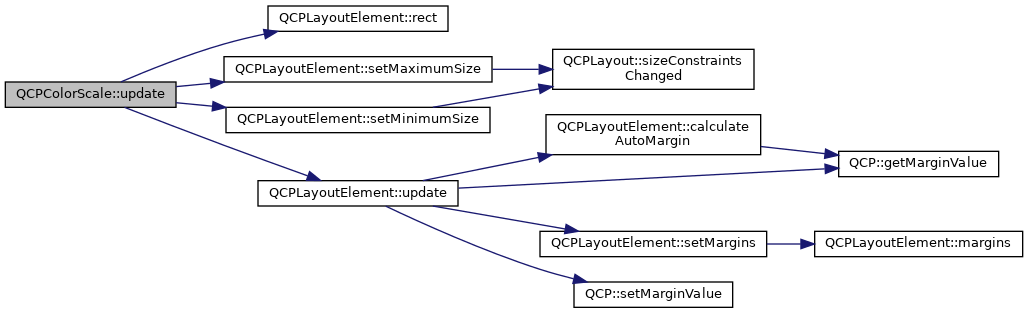 QCPColorScale::update
QCPLayoutElement::rect
QCPLayoutElement::setMaximumSize
QCPLayoutElement::setMinimumSize
QCPLayout::sizeConstraints
Changed
QCPLayoutElement::update
QCPLayoutElement::calculate
AutoMargin
QCP::getMarginValue
QCPLayoutElement::setMargins
QCPLayoutElement::margins
QCP::setMarginValue